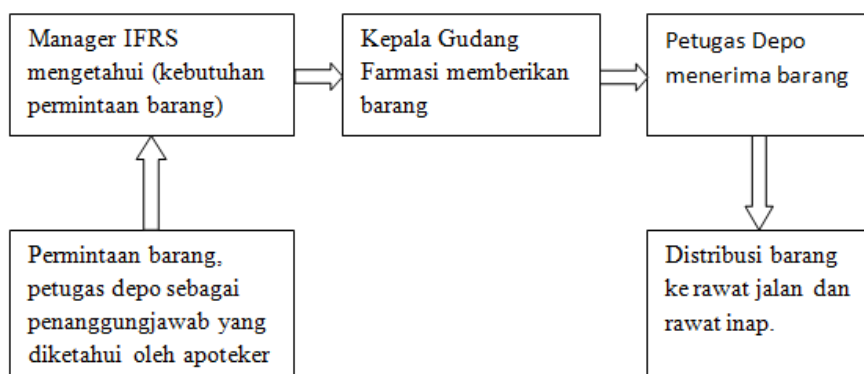 Manager IFRS
mengetahui (kebutuhan
permintaan barang)
Kepala Gudang
Farmasi memberikan
barang
Petugas Depo
menerima barang
Permintaan barang,
petugas depo sebagai
penanggungjawab yang
diketahui oleh apoteker
Distribusi barang
ke rawat jalan dan
rawat inap.